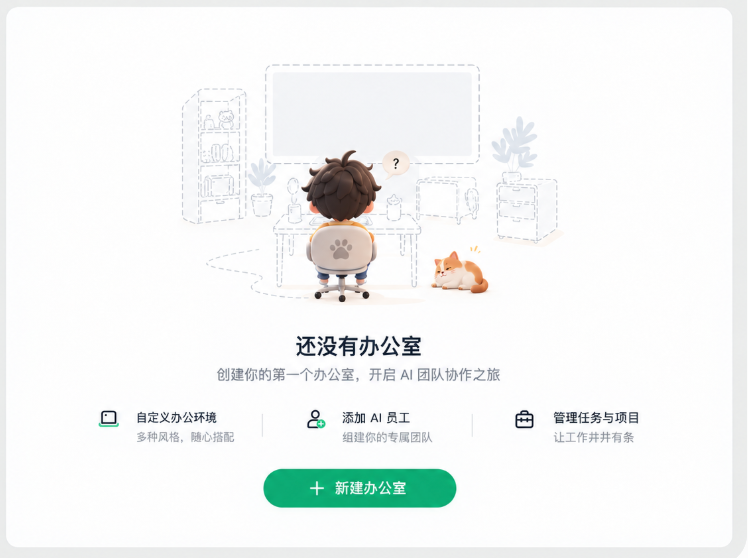 ?
还没有办公室
创建你的第一个办公室，开启 AI 团队协作之旅
自定义办公环境
多种风格，随心搭配
添加 AI 员工
组建你的专属团队
管理任务与项目
让工作井井有条
新建办公室